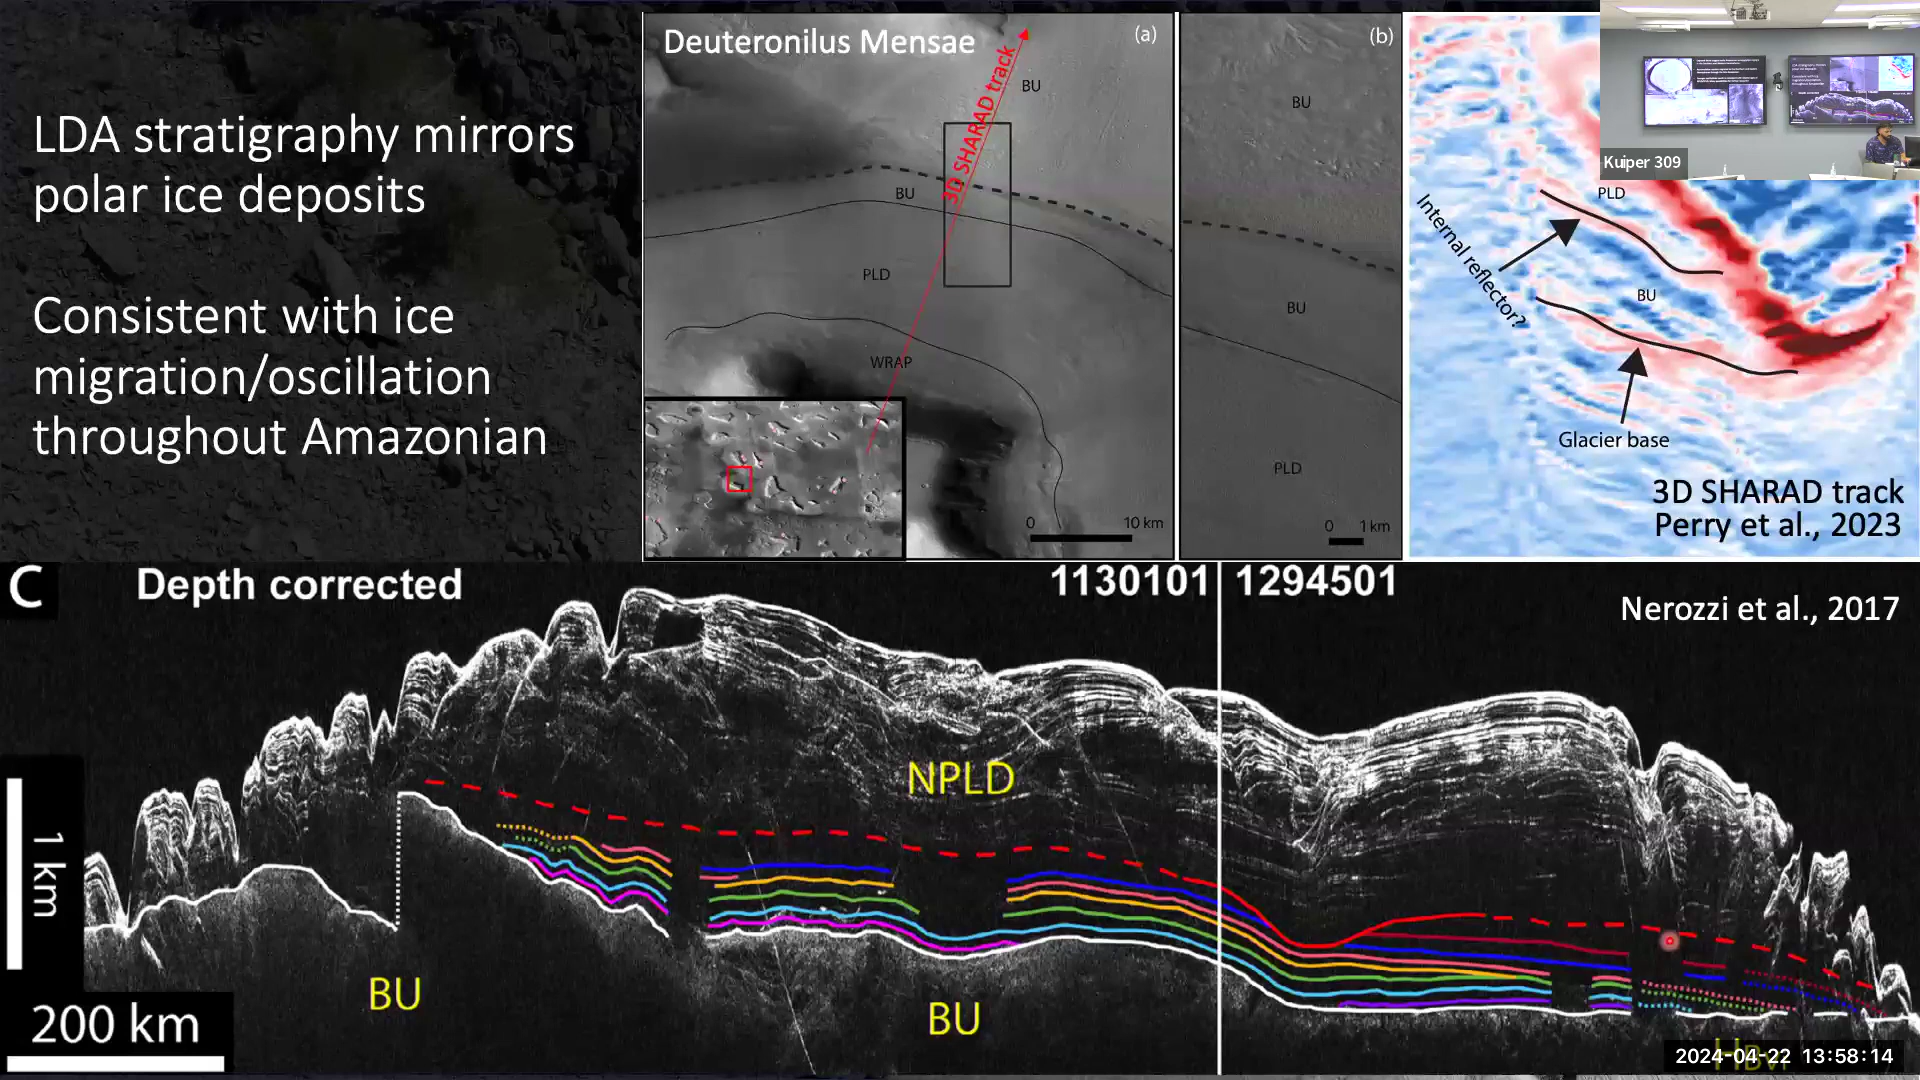 LDA stratigraphy mirrors
polar ice deposits
Consistent with ice
migration/oscillation
throughout Amazonian
Deuteronilus Mensae
(a)
3D SHARAD track
BU
BU
PLD
WRAP
0 10 km
(b)
BU
BU
PLD
0 1 km
Kuiper 309
PLD
Internal reflector?
BU
Glacier base
3D SHARAD track
Perry et al., 2023
C
Depth corrected
1130101
1294501
Nerozzi et al., 2017
NPLD
BU
BU
1 km
200 km
2024-04-22 13:58:14